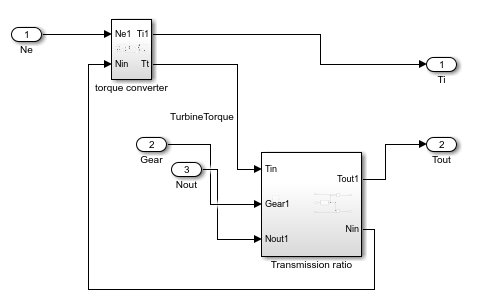 1
Ne
Ne1 Ti1
Nin Tt
torque converter
1
Ti
TurbineTorque
2
Gear
3
Nout
2
Tout
Tin
Tout1
Gear1
Nin
Nout1
Transmission ratio